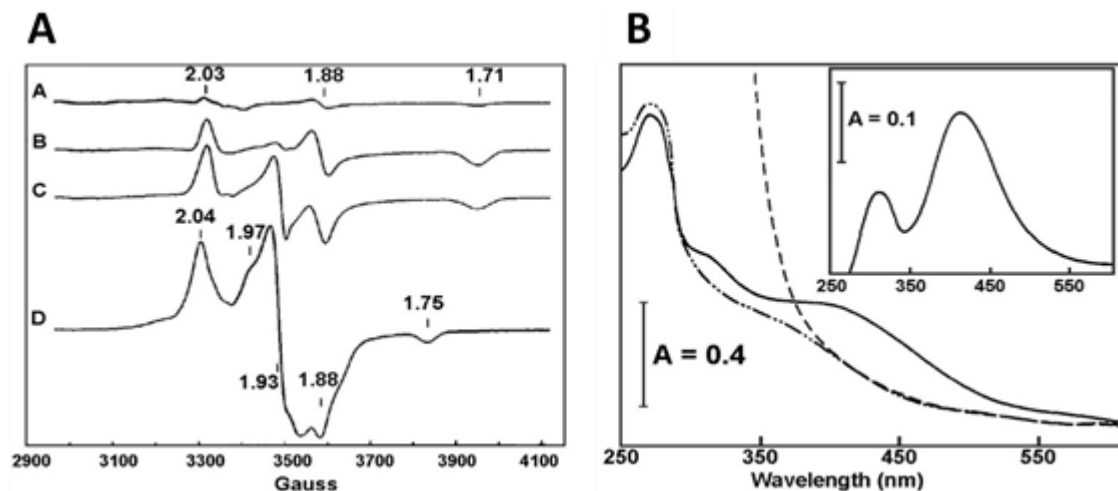 A
A
B
C
D
2.03
1.88
1.71
2.04
1.97
1.75
1.93
1.88
2900
3100
3300
3500
3700
3900
4100
Gauss
B
A = 0.4
250
350
450
550
Wavelength (nm)
A = 0.1
250
350
450
550